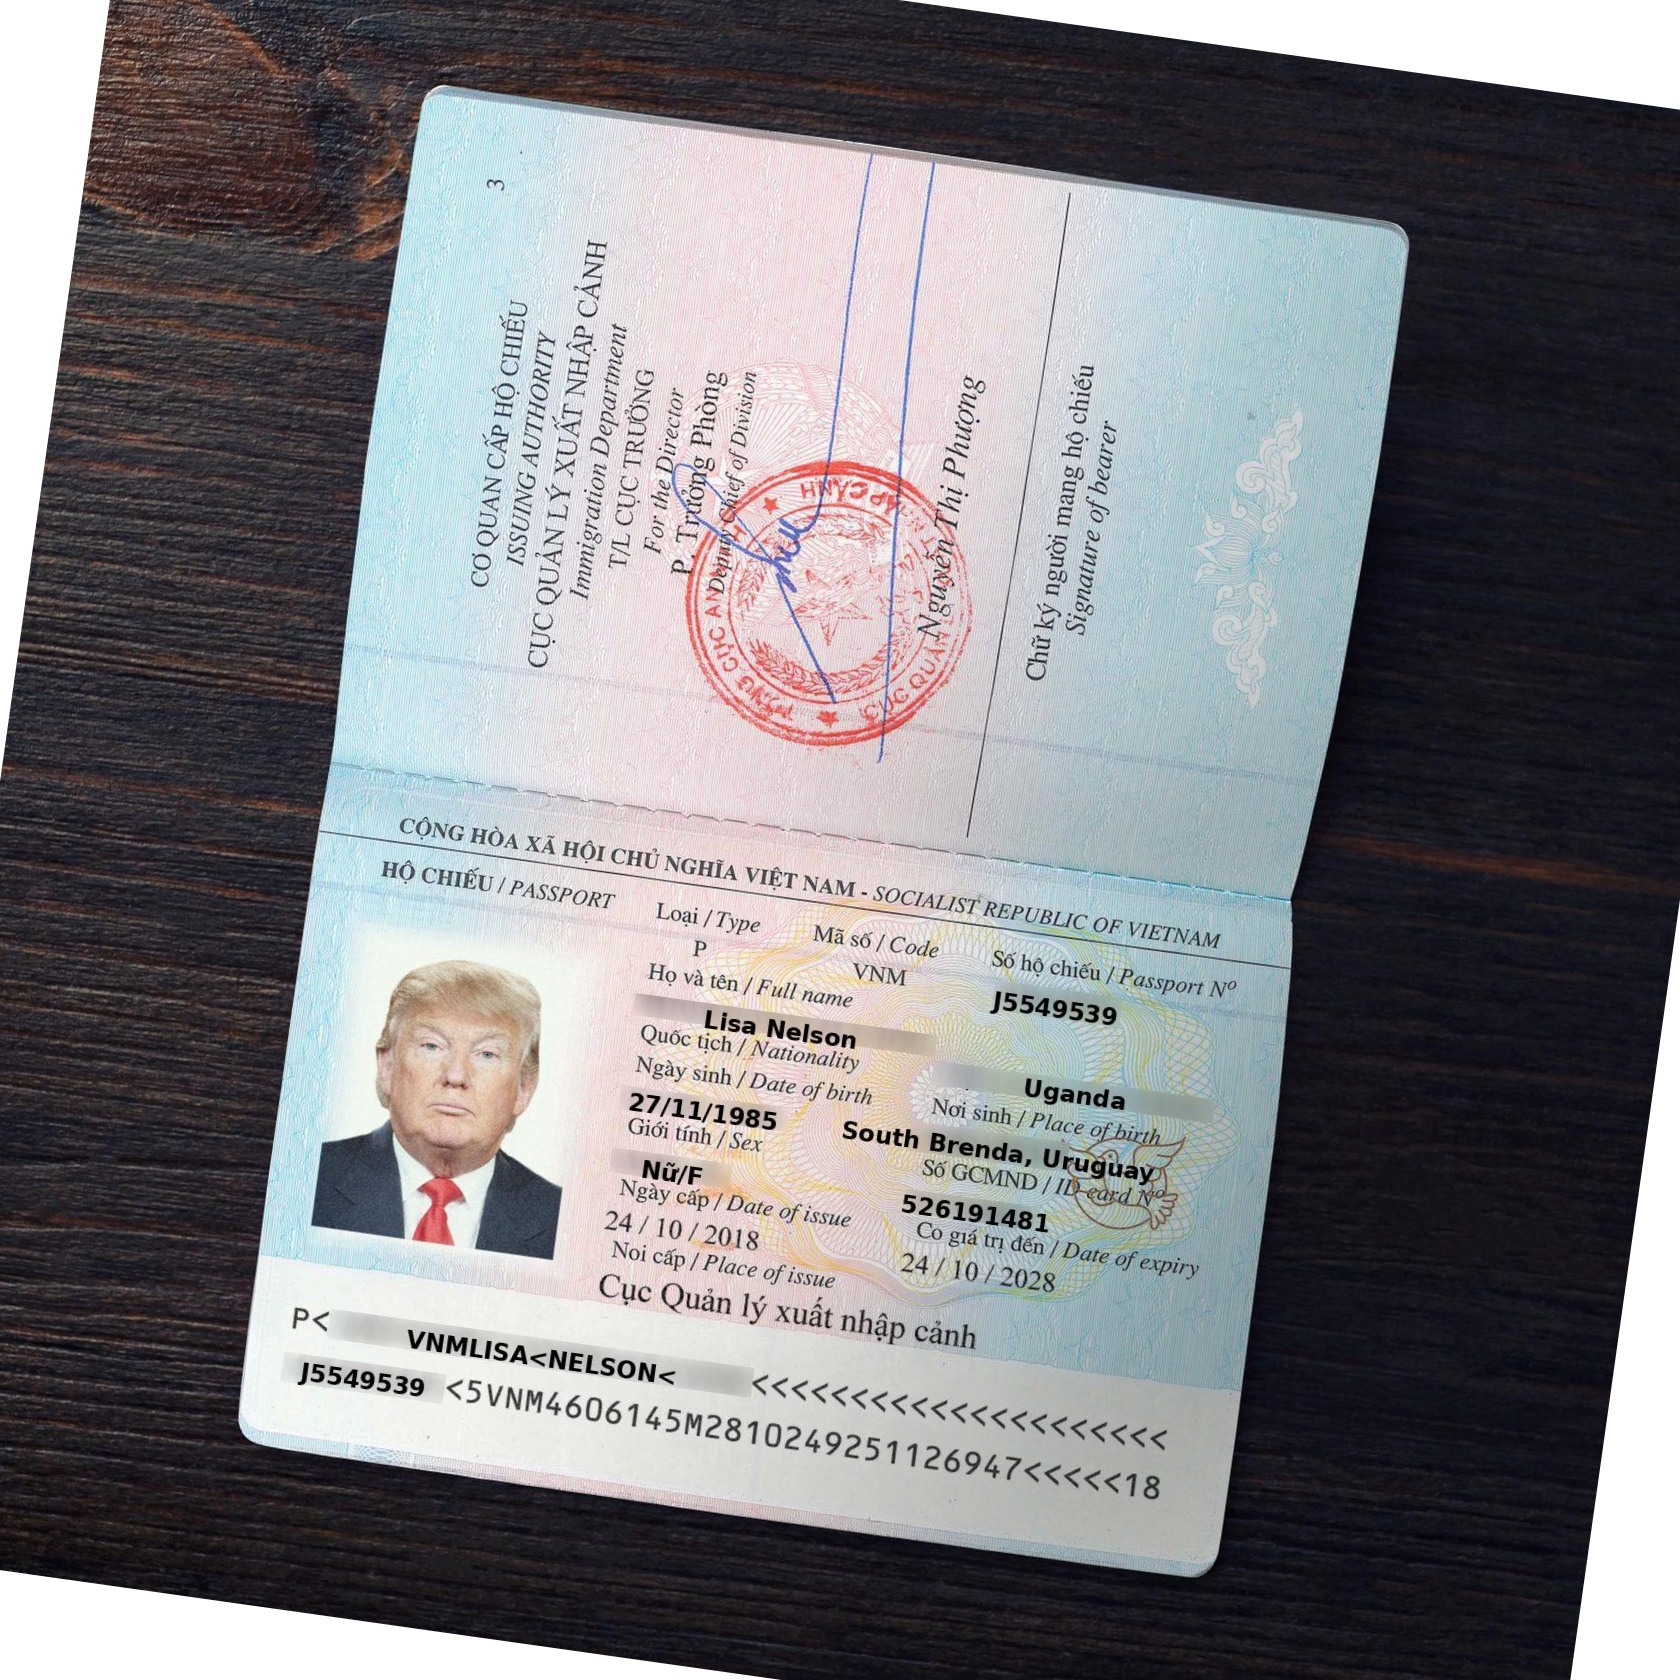 3
CƠ QUAN CẤP HỘ CHIẾU
ISSUING AUTHORITY
CỤC QUẢN LÝ XUẤT NHẬP CẢNH
Immigration Department
T/L CỤC TRƯỞNG
For the Director
P. Trưởng Phòng
Deputy Chief of Division
Nguyễn Thị Phượng
Chữ ký người mang hộ chiếu
Signature of bearer
CỘNG HÒA XÃ HỘI CHỦ NGHĨA VIỆT NAM - SOCIALIST REPUBLIC OF VIETNAM
HỘ CHIẾU / PASSPORT
Loại / Type
Mã số / Code
Số hộ chiếu / Passport Nº
P
VNM
J5549539
Họ và tên / Full name
Lisa Nelson
Quốc tịch / Nationality
Uganda
Ngày sinh / Date of birth
Nơi sinh / Place of birth
27/11/1985
South Brenda, Uruguay
Giới tính / Sex
Số GCMND / ID card Nº
Nữ/F
526191481
Ngày cấp / Date of issue
Co giá trị đến / Date of expiry
24 / 10 / 2018
24 / 10 / 2028
Noi cấp / Place of issue
Cục Quản lý xuất nhập cảnh
P< VNMLISA<NELSON< <<<<<<<<<<<<<<<<<<<<<
J5549539 <5VNM4606145M2810249251126947<<<<<18